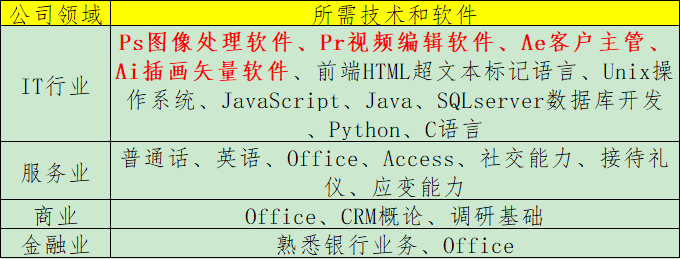 公司领域 所需技术和软件
Ps图像处理软件、Pr视频编辑软件、Ae客户主管、
IT行业 Ai插画矢量软件、前端HTML超文本标记语言、Unix操
作系统、JavaScript、Java、SQLserver数据库开发
、Python、C语言
服务业 普通话、英语、Office、Access、社交能力、接待礼
仪、应变能力
商业 Office、CRM概论、调研基础
金融业 熟悉银行业务、Office